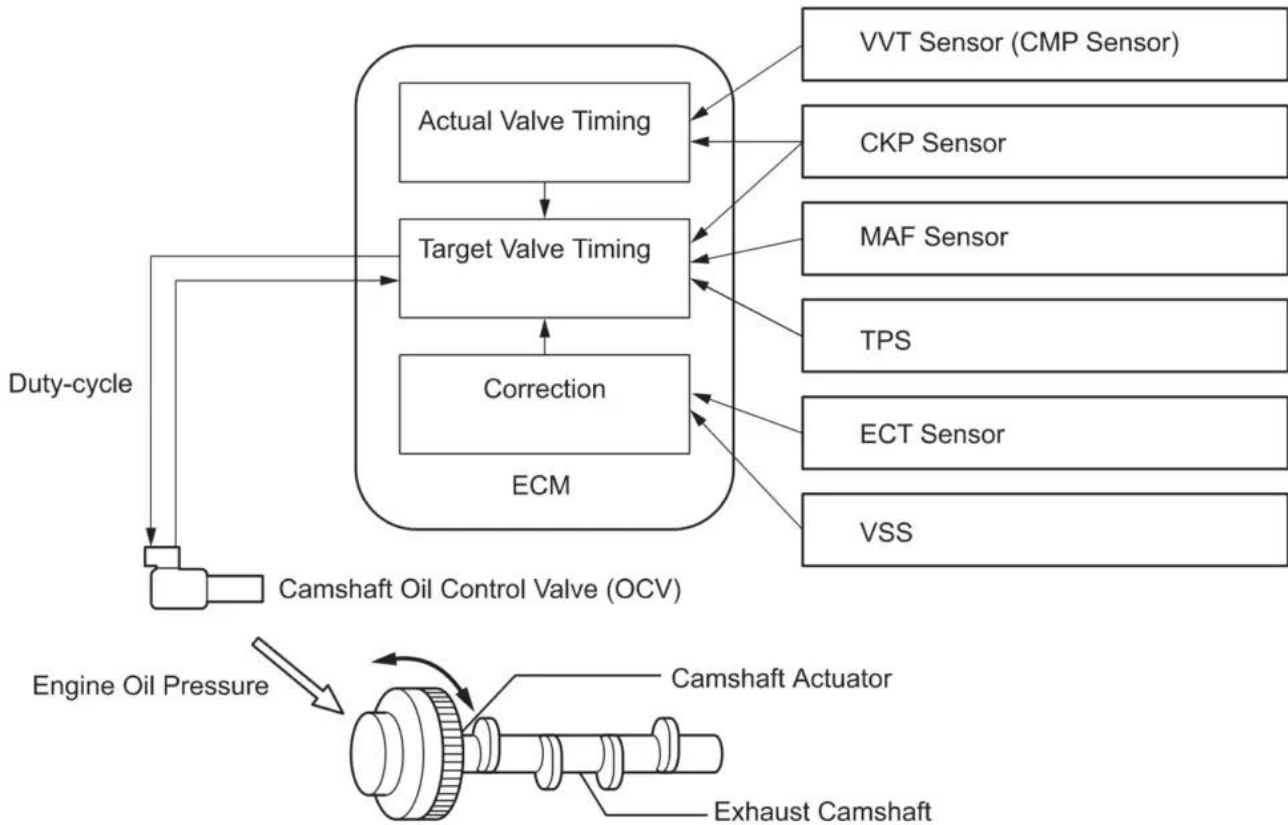 VVT Sensor (CMP Sensor)
Actual Valve Timing
CKP Sensor
Target Valve Timing
MAF Sensor
TPS
Duty-cycle
Correction
ECT Sensor
ECM
VSS
Camshaft Oil Control Valve (OCV)
Engine Oil Pressure
Camshaft Actuator
Exhaust Camshaft